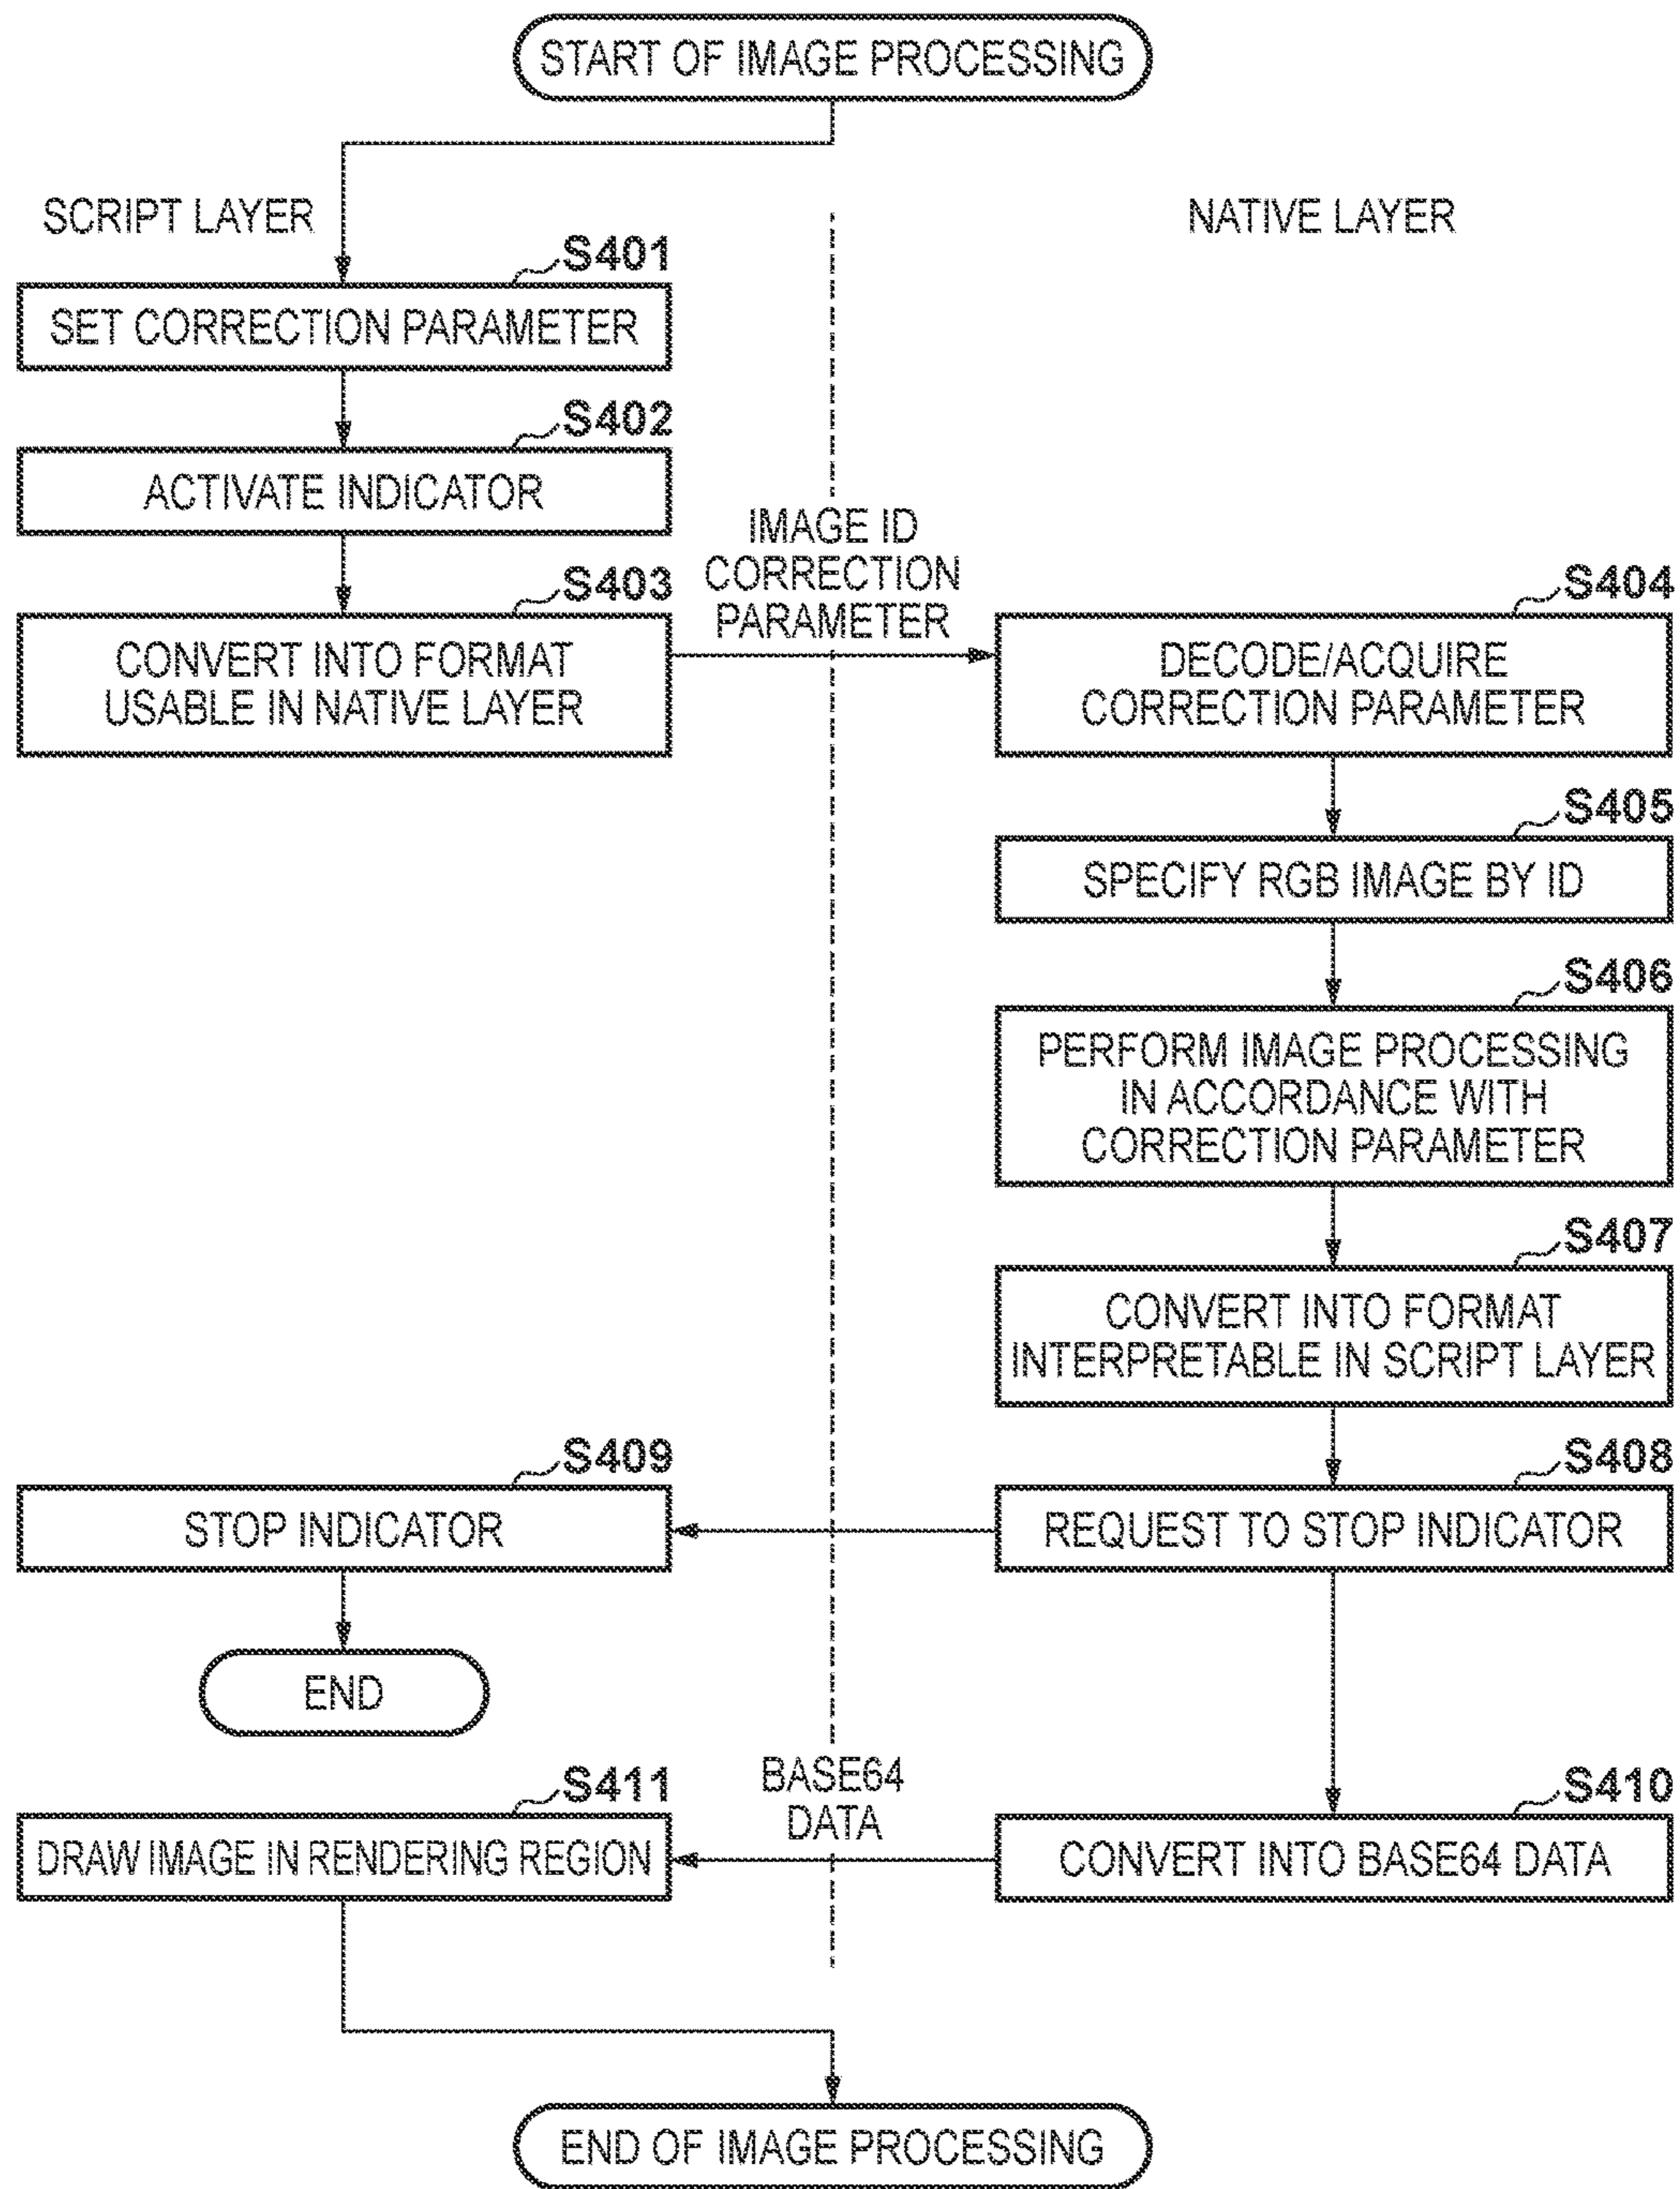 START OF IMAGE PROCESSING
SCRIPT LAYER
NATIVE LAYER
S401
SET CORRECTION PARAMETER
S402
ACTIVATE INDICATOR
S403
CONVERT INTO FORMAT
USABLE IN NATIVE LAYER
IMAGE ID
CORRECTION
PARAMETER
S404
DECODE/ACQUIRE
CORRECTION PARAMETER
S405
SPECIFY RGB IMAGE BY ID
S406
PERFORM IMAGE PROCESSING
IN ACCORDANCE WITH
CORRECTION PARAMETER
S407
CONVERT INTO FORMAT
INTERPRETABLE IN SCRIPT LAYER
S408
REQUEST TO STOP INDICATOR
S409
STOP INDICATOR
END
S410
CONVERT INTO BASE64 DATA
BASE64
DATA
S411
DRAW IMAGE IN RENDERING REGION
END OF IMAGE PROCESSING